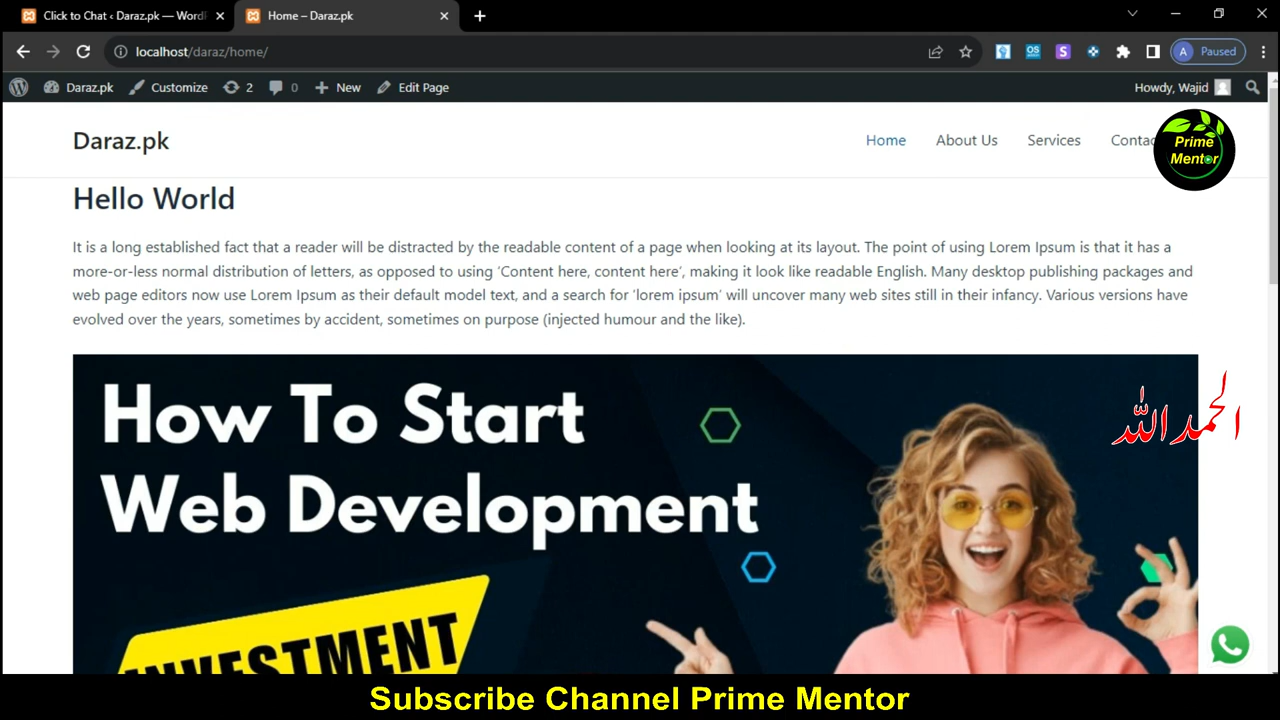 Click to Chat ‹ Daraz.pk — Word
Home – Daraz.pk
localhost/daraz/home/
OS
S
A Paused
Daraz.pk Customize 2 0 New Edit Page Howdy, Wajid
Daraz.pk
Home About Us Services Contac
Prime
Mentor
Hello World
It is a long established fact that a reader will be distracted by the readable content of a page when looking at its layout. The point of using Lorem Ipsum is that it has a
more-or-less normal distribution of letters, as opposed to using 'Content here, content here', making it look like readable English. Many desktop publishing packages and
web page editors now use Lorem Ipsum as their default model text, and a search for 'lorem ipsum' will uncover many web sites still in their infancy. Various versions have
evolved over the years, sometimes by accident, sometimes on purpose (injected humour and the like).
الحمد اللہ
How To Start
Web Development
INVESTMENT
Subscribe Channel Prime Mentor